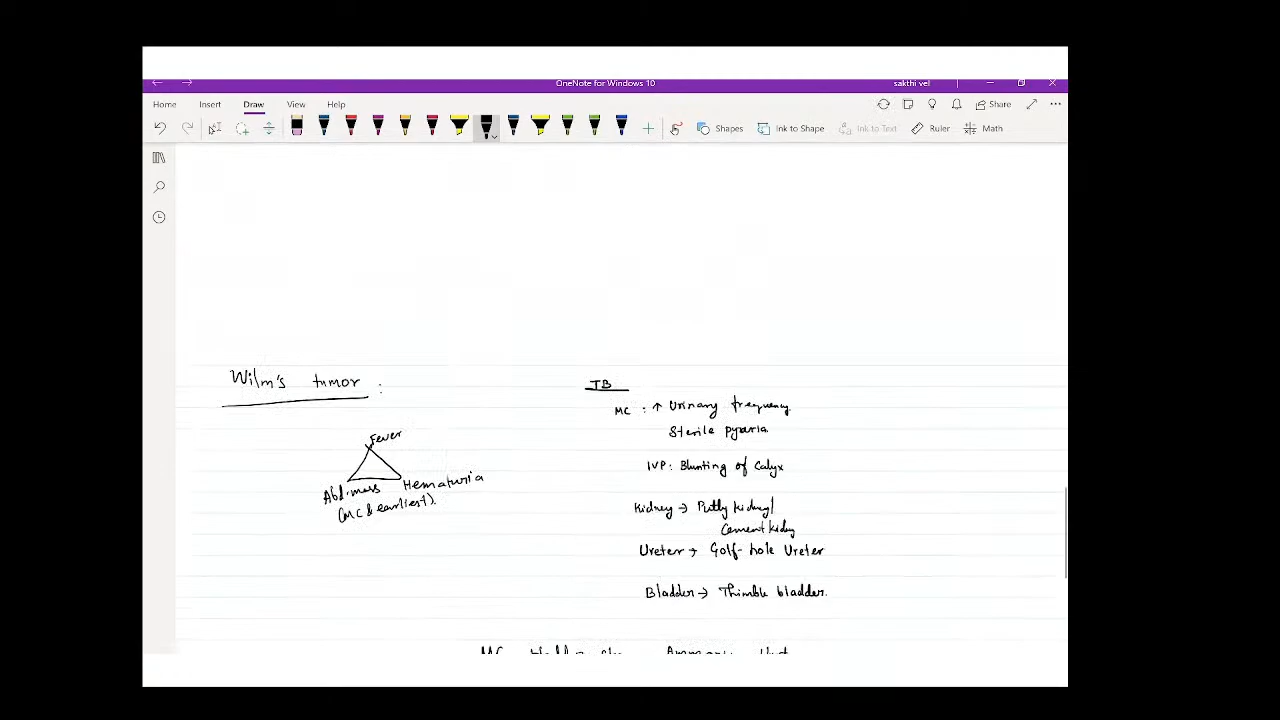 OneNote for Windows 10
sakthi vel
Home Insert Draw View Help
Share
Shapes Ink to Shape Ink to Text Ruler Math
Wilm's tumor :
Fever
Abd. mass Hematuria
(MC & earliest).
TB
MC : ↑ Urinary frequency
Sterile pyuria
IVP : Blunting of Calyx
Kidney → Putty kidney/
Cement kidney
Ureter → Golf-hole Ureter
Bladder → Thimble bladder.
MC